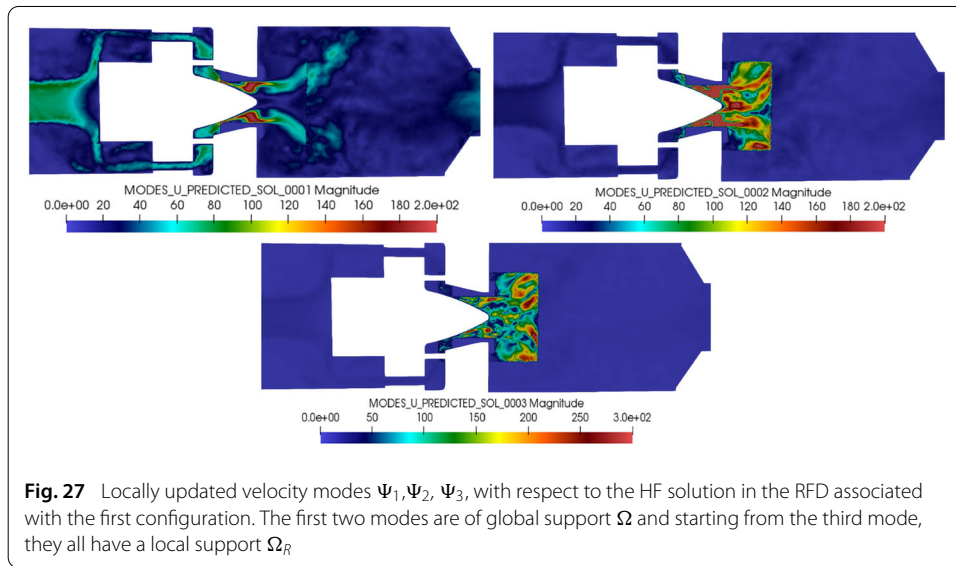 MODES_U_PREDICTED_SOL_0001 Magnitude
0.0e+00 20 40 60 80 100 120 140 160 180 2.0e+02
MODES_U_PREDICTED_SOL_0002 Magnitude
0.0e+00 20 40 60 80 100 120 140 160 180 2.0e+02
MODES_U_PREDICTED_SOL_0003 Magnitude
0.0e+00 50 100 150 200 250 3.0e+02
Fig. 27 Locally updated velocity modes Ψ₁,Ψ₂, Ψ₃, with respect to the HF solution in the RFD associated
with the first configuration. The first two modes are of global support Ω and starting from the third mode,
they all have a local support Ω_R